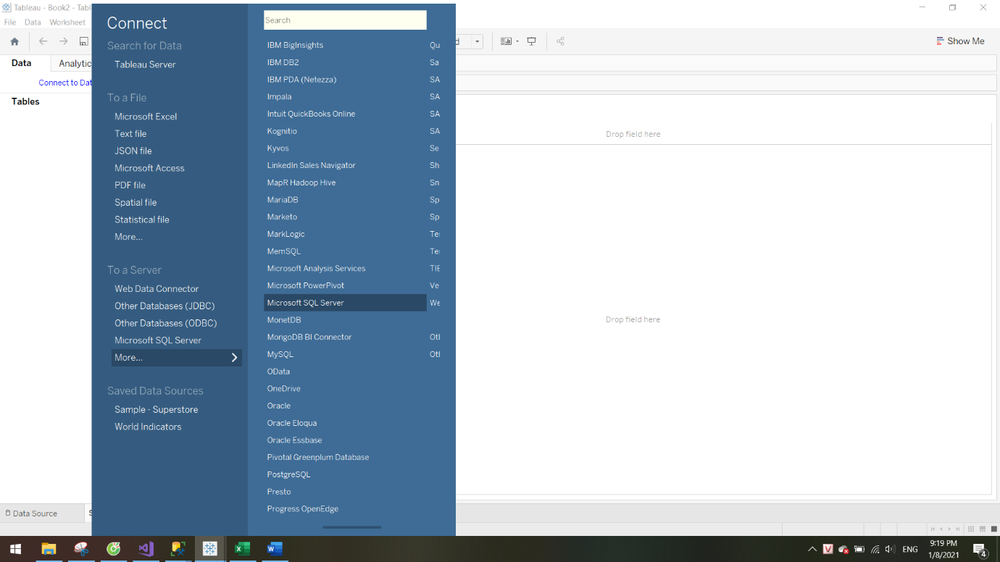 Tableau - Book2 - Tabl
File Data Worksheet
Show Me
Data
Analytic
Connect to Dat
Tables
Connect
Search for Data
Tableau Server
To a File
Microsoft Excel
Text file
JSON file
Microsoft Access
PDF file
Spatial file
Statistical file
More...
To a Server
Web Data Connector
Other Databases (JDBC)
Other Databases (ODBC)
Microsoft SQL Server
More...
Saved Data Sources
Sample - Superstore
World Indicators
Search
IBM BigInsights
IBM DB2
IBM PDA (Netezza)
Impala
Intuit QuickBooks Online
Kognitio
Kyvos
LinkedIn Sales Navigator
MapR Hadoop Hive
MariaDB
Marketo
MarkLogic
MemSQL
Microsoft Analysis Services
Microsoft PowerPivot
Microsoft SQL Server
MonetDB
MongoDB BI Connector
MySQL
OData
OneDrive
Oracle
Oracle Eloqua
Oracle Essbase
Pivotal Greenplum Database
PostgreSQL
Presto
Progress OpenEdge
Qu
Sa
SA
SA
SA
SA
Se
Sh
Sn
Sp
Sp
Te
Te
TIE
Ve
We
Ot
Ot
Drop field here
Drop field here
Data Source
ENG
9:19 PM
1/8/2021
4